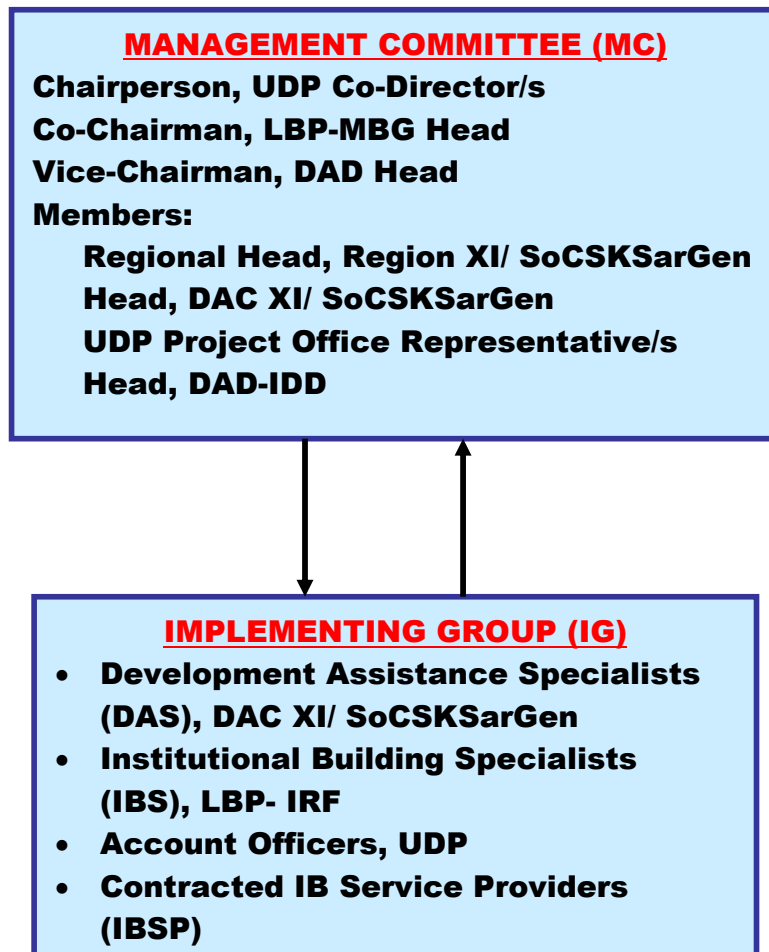 MANAGEMENT COMMITTEE (MC)
Chairperson, UDP Co-Director/s
Co-Chairman, LBP-MBG Head
Vice-Chairman, DAD Head
Members:
Regional Head, Region XI/ SoCSKSarGen
Head, DAC XI/ SoCSKSarGen
UDP Project Office Representative/s
Head, DAD-IDD
IMPLEMENTING GROUP (IG)
• Development Assistance Specialists
(DAS), DAC XI/ SoCSKSarGen
• Institutional Building Specialists
(IBS), LBP- IRF
• Account Officers, UDP
• Contracted IB Service Providers
(IBSP)